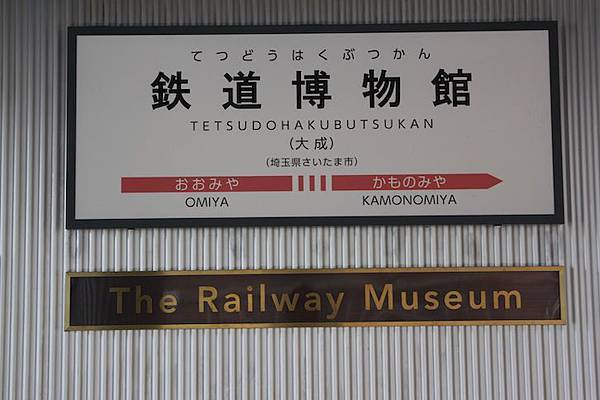 てつどうはくぶつかん
鉄道博物館
TETSUDOHAKUBUTSUKAN
(大成)
(埼玉県さいたま市)
おおみや かものみや
OMIYA KAMONOMIYA
The Railway Museum